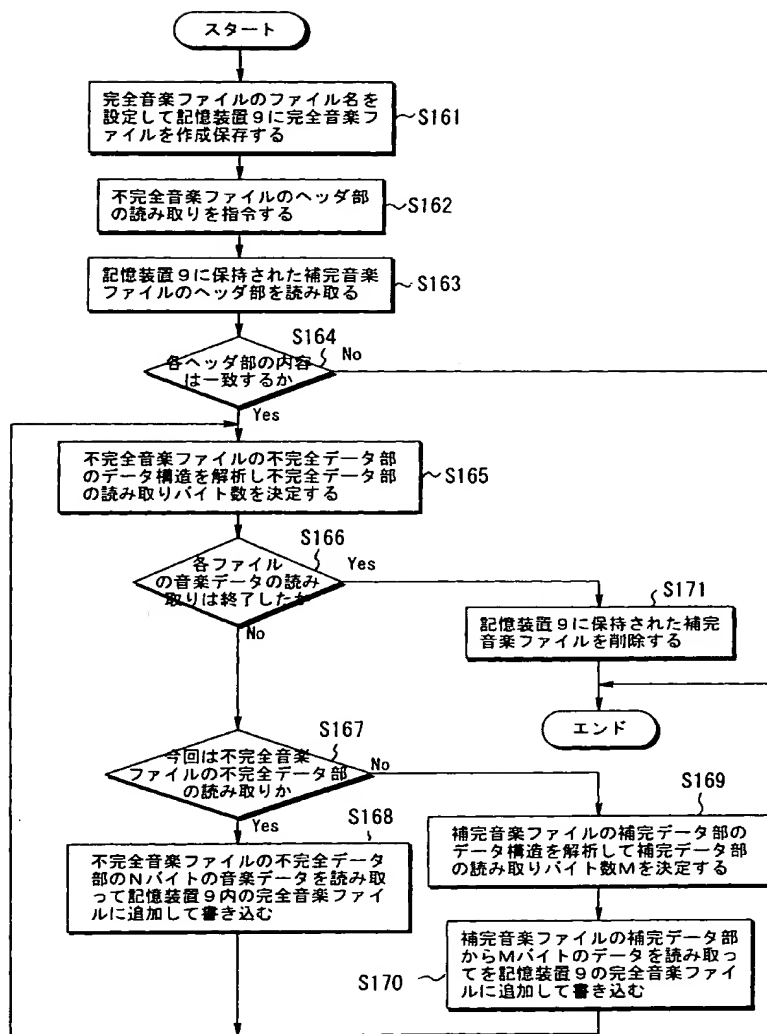 スタート
完全音楽ファイルのファイル名を
設定して記憶装置9に完全音楽フ
ァイルを作成保存する
S161
不完全音楽ファイルのヘッダ部
の読み取りを指令する
S162
記憶装置9に保持された補完音楽
ファイルのヘッダ部を読み取る
S163
S164
各ヘッダ部の内容
は一致するか
No
Yes
不完全音楽ファイルの不完全データ部
のデータ構造を解析し不完全データ部
の読み取りバイト数を決定する
S165
S166
各ファイル
の音楽データの読み
取りは終了したか
Yes
No
S171
記憶装置9に保持された補完
音楽ファイルを削除する
エンド
S167
今回は不完全音楽
ファイルの不完全データ部
の読み取りか
No
Yes
S168
不完全音楽ファイルの不完全データ
部のNバイトの音楽データを読み取
って記憶装置9内の完全音楽ファイ
ルに追加して書き込む
S169
補完音楽ファイルの補完データ部の
データ構造を解析して補完データ部
の読み取りバイト数Mを決定する
補完音楽ファイルの補完データ部
からMバイトのデータを読み取っ
てを記憶装置9の完全音楽ファイ
ルに追加して書き込む
S170